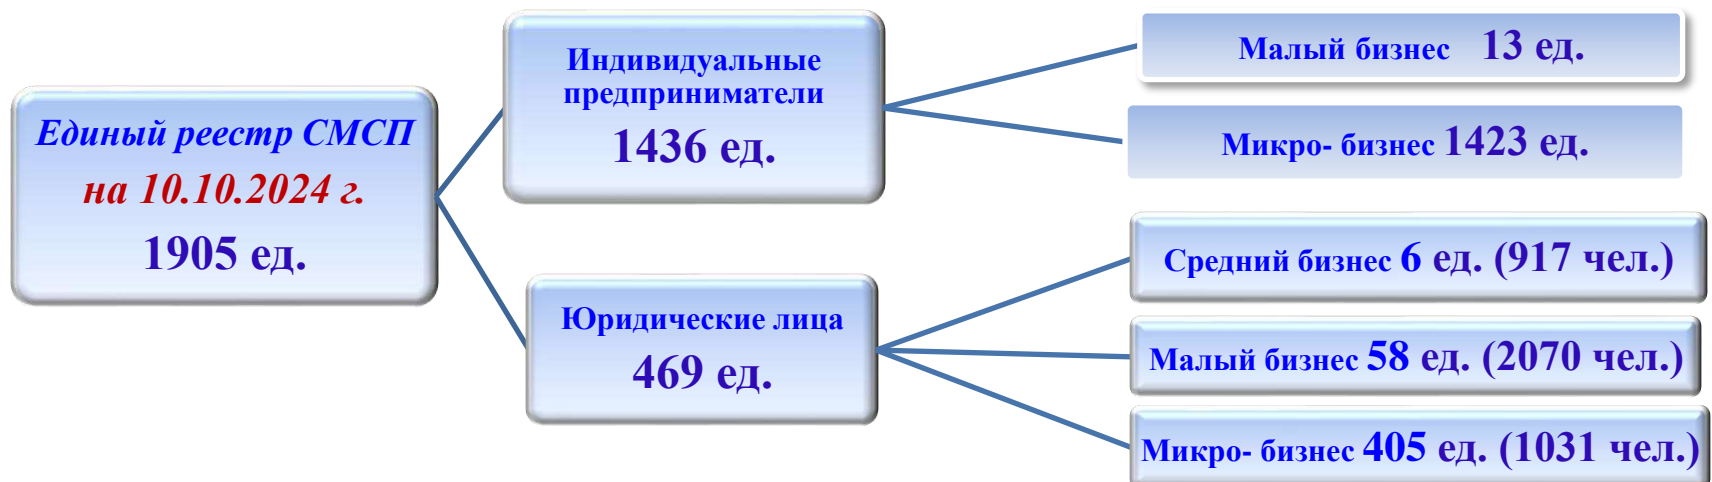 Единый реестр СМСП
на 10.10.2024 г.
1905 ед.
Индивидуальные
предприниматели
1436 ед.
Малый бизнес 13 ед.
Микро- бизнес 1423 ед.
Юридические лица
469 ед.
Средний бизнес 6 ед. (917 чел.)
Малый бизнес 58 ед. (2070 чел.)
Микро- бизнес 405 ед. (1031 чел.)